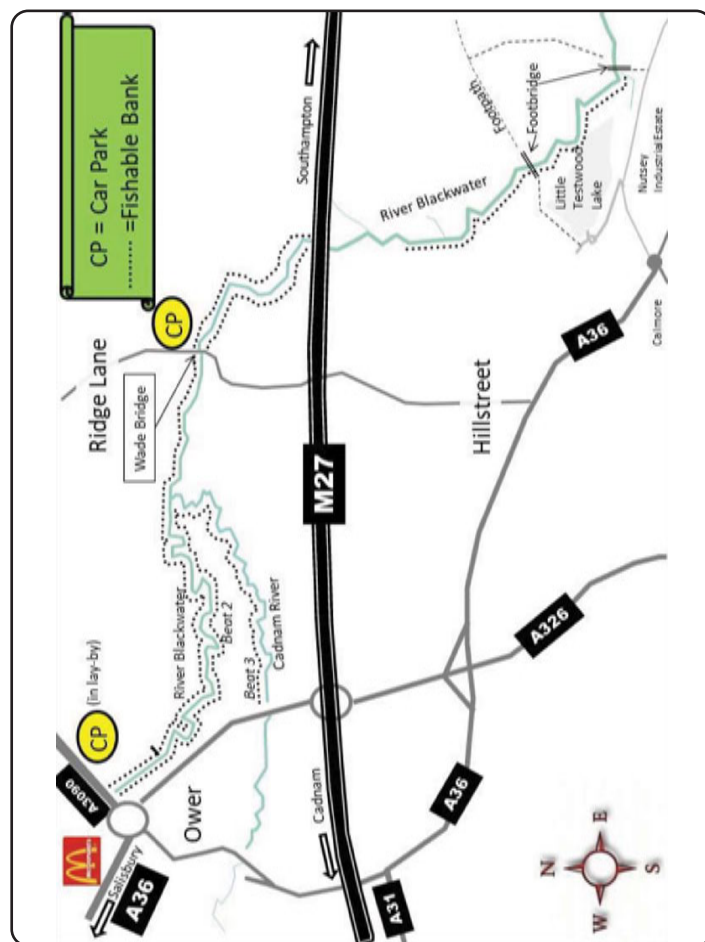 CP = Car Park
........ =Fishable Bank
CP
(in lay-by)
A3090
McDonald's
Salisbury
A36
Ower
River Blackwater
Beat 2
Beat 3
Cadnam River
Ridge Lane
Wade Bridge
CP
Cadnam
M27
Southampton
A31
A36
A326
Hillstreet
A36
River Blackwater
Footpath
Footbridge
Little
Testwood
Lake
Nutsey
Industrial Estate
Calmore
N
E
S
W